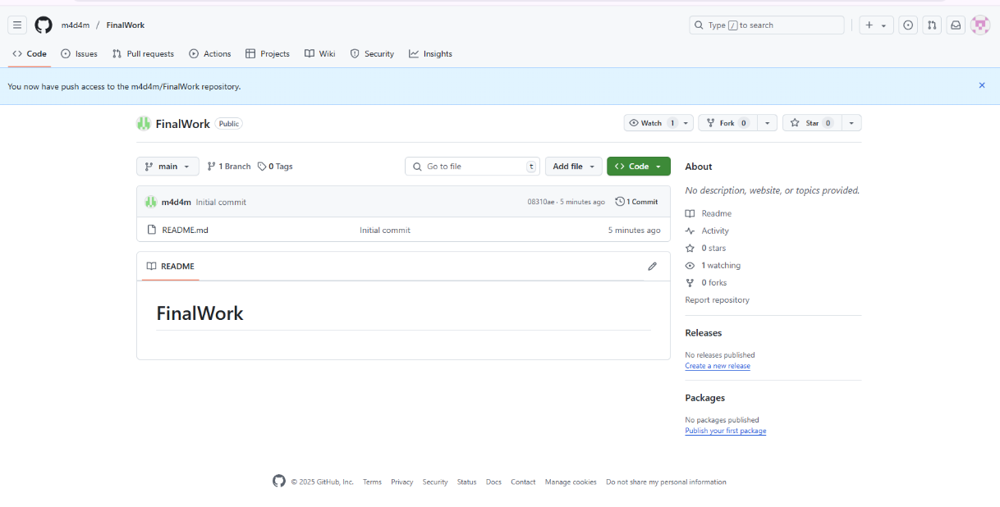 m4d4m / FinalWork
Type / to search
Code Issues Pull requests Actions Projects Wiki Security Insights
You now have push access to the m4d4m/FinalWork repository.
FinalWork Public
Watch 1 Fork 0 Star 0
main 1 Branch 0 Tags
Go to file t Add file Code
m4d4m Initial commit 08310ae · 5 minutes ago 1 Commit
README.md Initial commit 5 minutes ago
README
FinalWork
About
No description, website, or topics provided.
Readme
Activity
0 stars
1 watching
0 forks
Report repository
Releases
No releases published
Create a new release
Packages
No packages published
Publish your first package
© 2025 GitHub, Inc. Terms Privacy Security Status Docs Contact Manage cookies Do not share my personal information